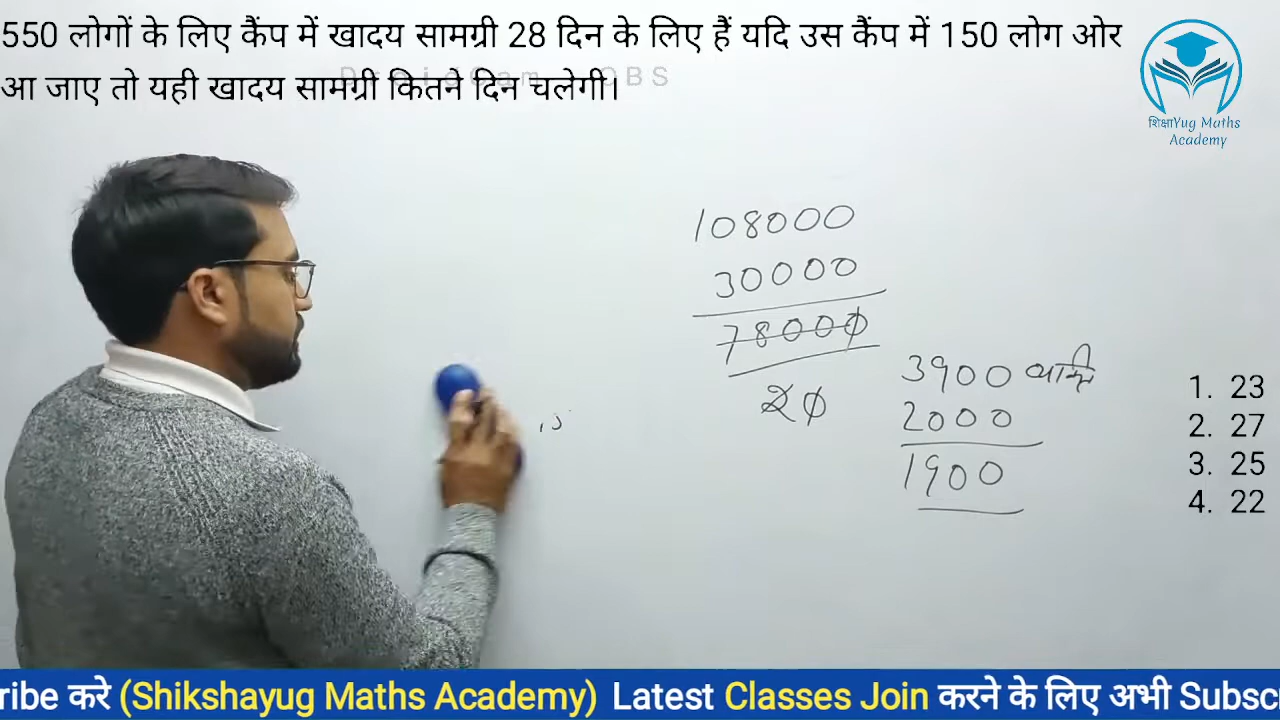 550 लोगों के लिए कैंप में खादय सामग्री 28 दिन के लिए हैं यदि उस कैंप में 150 लोग ओर
आ जाए तो यही खादय सामग्री कितने दिन चलेगी।
शिक्षाYug Maths
Academy
108000
30000
78000
20
3900
2000
1900
1. 23
2. 27
3. 25
4. 22
ribe करे (Shikshayug Maths Academy) Latest Classes Join करने के लिए अभी Subsc